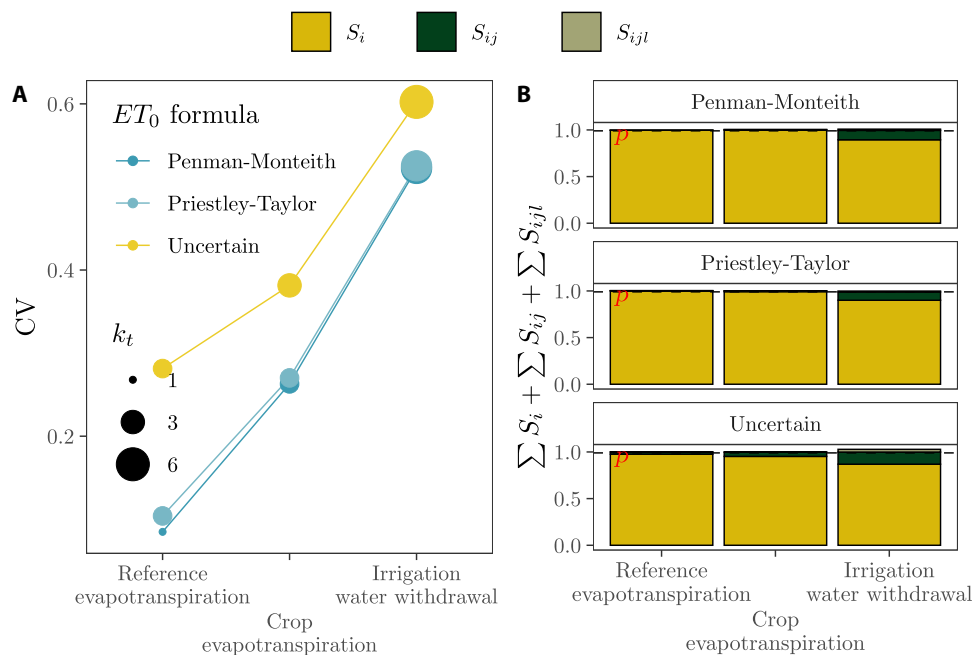 S_i S_ij S_ijl
A
ET_0 formula
Penman-Monteith
Priestley-Taylor
Uncertain
k_t
1
3
6
CV
0.6
0.4
0.2
Reference
evapotranspiration
Crop
evapotranspiration
Irrigation
water withdrawal
B
∑ S_i + ∑ S_ij + ∑ S_ijl
Penman-Monteith
1.0
0.5
0.0
p
Priestley-Taylor
1.0
0.5
0.0
p
Uncertain
1.0
0.5
0.0
p
Reference
evapotranspiration
Crop
evapotranspiration
Irrigation
water withdrawal